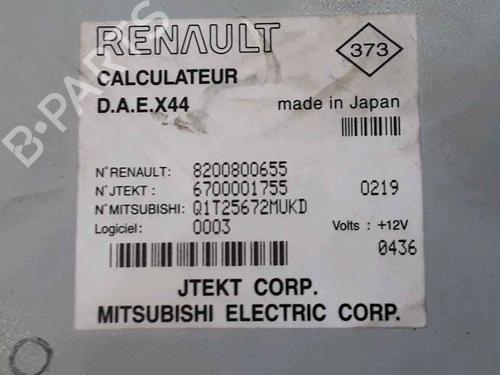 RENAULT
373
CALCULATEUR
D.A.E.X44
made in Japan
N°RENAULT: 8200800655
N°JTEKT : 6700001755 0219
N°MITSUBISHI: Q1T25672MUKD
Logiciel: 0003 Volts : +12V
0436
JTEKT CORP.
MITSUBISHI ELECTRIC CORP.
B-PARTS